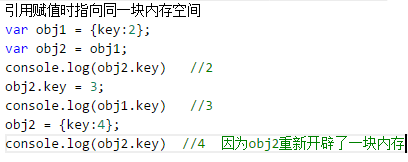 引用赋值时指向同一块内存空间
var obj1 = {key:2};
var obj2 = obj1;
console.log(obj2.key)   //2
obj2.key = 3;
console.log(obj1.key)   //3
obj2 = {key:4};
console.log(obj2.key)  //4  因为obj2重新开辟了一块内存